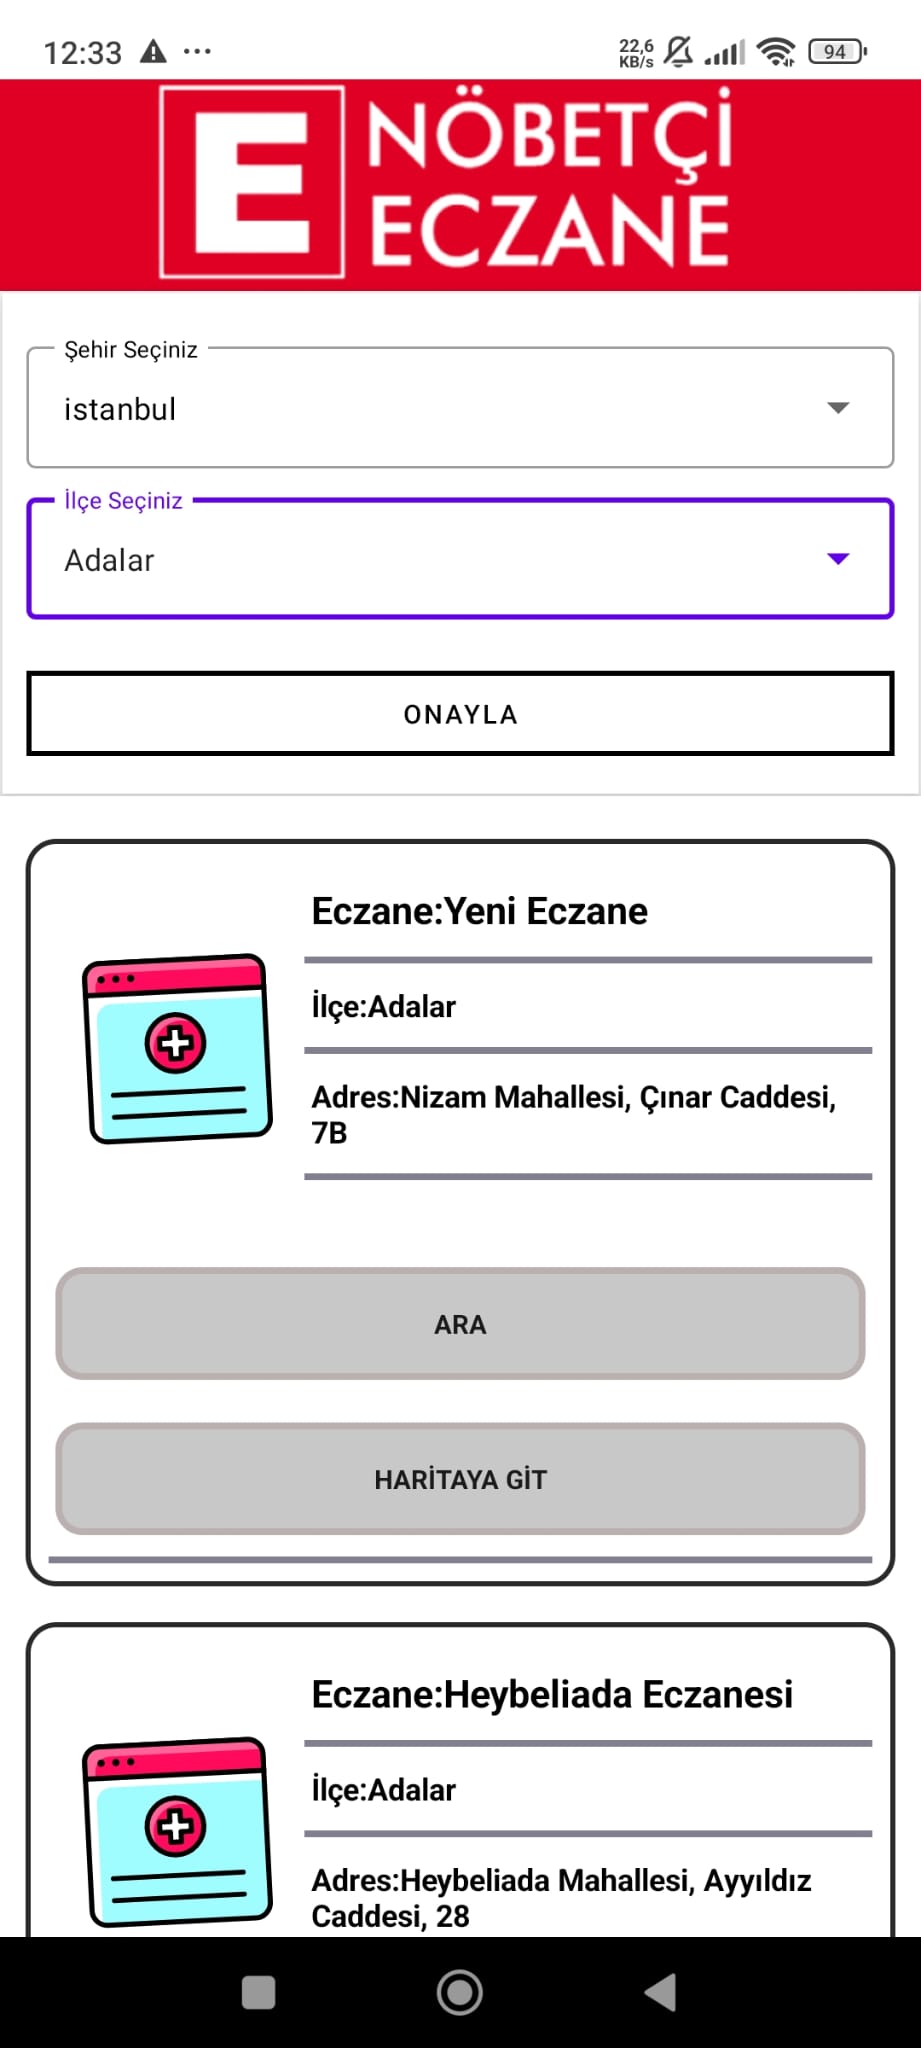 12:33
22,6
KB/s
94
E
NÖBETÇİ
ECZANE
Şehir Seçiniz
istanbul
İlçe Seçiniz
Adalar
ONAYLA
Eczane:Yeni Eczane
İlçe:Adalar
Adres:Nizam Mahallesi, Çınar Caddesi,
7B
ARA
HARİTAYA GİT
Eczane:Heybeliada Eczanesi
İlçe:Adalar
Adres:Heybeliada Mahallesi, Ayyıldız
Caddesi, 28